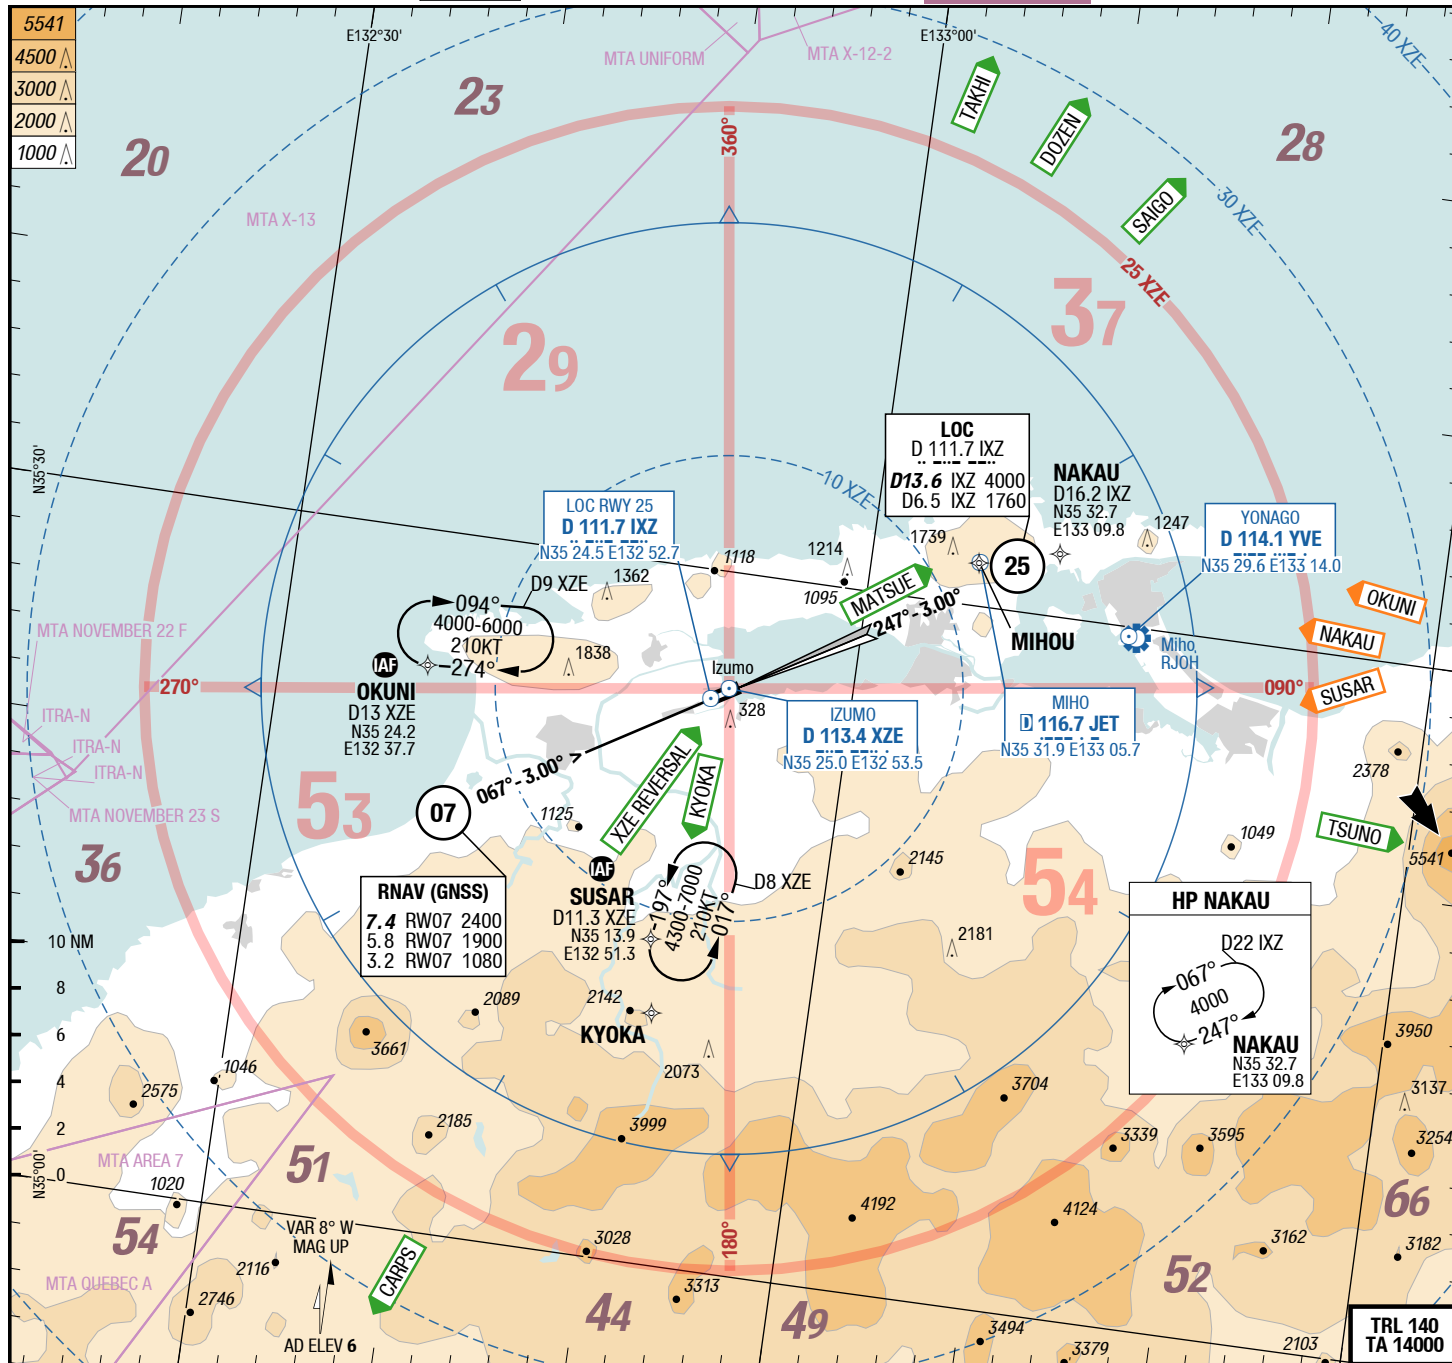 5541
4500
3000
2000
1000
E132°30'
E133°00'
MTA UNIFORM
MTA X-12-2
40 XZE
TAKHI
DOZEN
SAIGO
23
20
28
360°
MTA X-13
30 XZE
25 XZE
37
29
N35°30'
10 XZE
LOC
D 111.7 IXZ
D13.6 IXZ 4000
D6.5 IXZ 1760
NAKAU
D16.2 IXZ
N35 32.7
E133 09.8
LOC RWY 25
D 111.7 IXZ
N35 24.5 E132 52.7
YONAGO
D 114.1 YVE
N35 29.6 E133 14.0
1247
1739
1214
1118
1095
1362
25
MATSUE
247°-3.00°
MIHOU
D9 XZE
094°
4000-6000
210KT
274°
1838
OKUNI
NAKAU
SUSAR
Miho
RJOH
MTA NOVEMBER 22 F
IAF
OKUNI
D13 XZE
N35 24.2
E132 37.7
270°
090°
Izumo
328
IZUMO
D 113.4 XZE
N35 25.0 E132 53.5
MIHO
D 116.7 JET
N35 31.9 E133 05.7
ITRA-N
ITRA-N
ITRA-N
MTA NOVEMBER 23 S
067°-3.00° >
07
XZE REVERSAL
KYOKA
53
36
1125
2378
TSUNO
1049
5541
2145
54
IAF
SUSAR
D11.3 XZE
N35 13.9
E132 51.3
197°
4300-7000
210KT
017°
D8 XZE
RNAV (GNSS)
7.4 RW07 2400
5.8 RW07 1900
3.2 RW07 1080
HP NAKAU
D22 IXZ
067°
4000
247°
NAKAU
N35 32.7
E133 09.8
2181
10 NM
8
6
4
2
0
2089
2142
KYOKA
2073
3661
1046
2575
3950
3137
3254
3704
3339
3595
2185
3999
MTA AREA 7
51
N35°00'
1020
54
VAR 8° W
MAG UP
2116
CARPS
MTA QUEBEC A
2746
AD ELEV 6
3028
180°
4192
4124
3162
66
3182
52
3313
44
49
3494
3379
2103
TRL 140
TA 14000